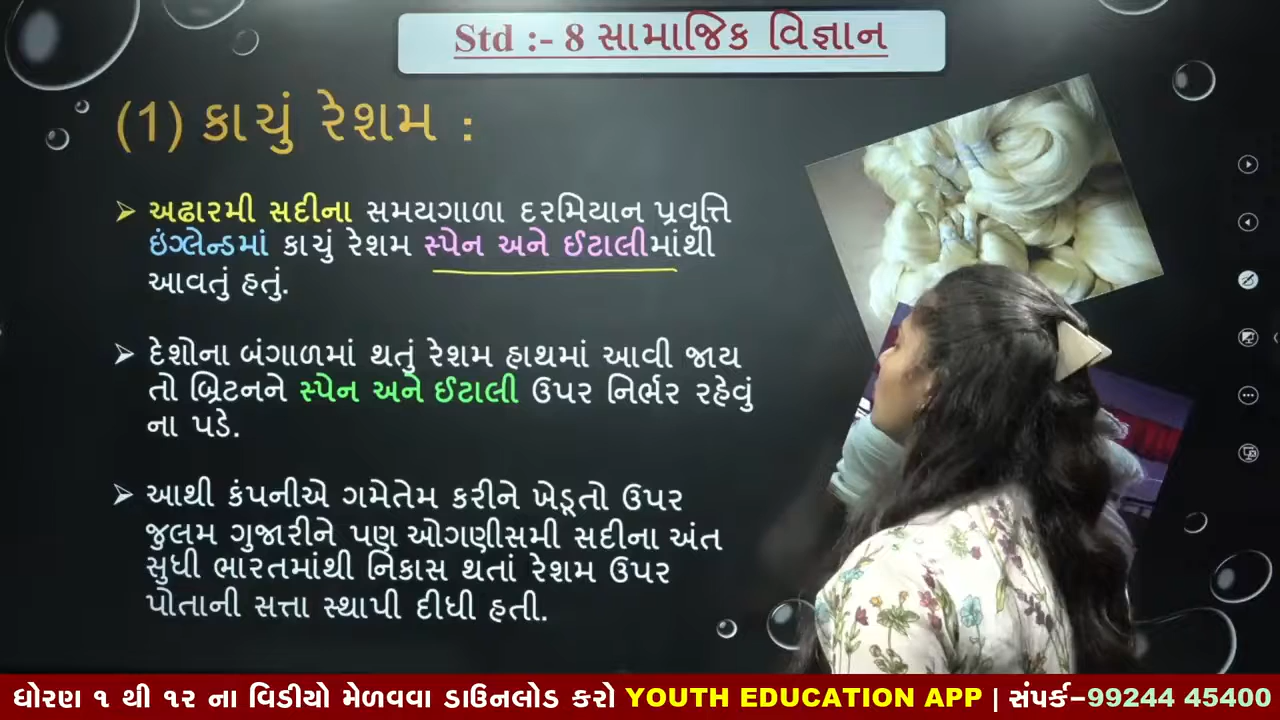 Std :- 8 સામાજિક વિજ્ઞાન
(1) કાચું રેશમ :
અઢારમી સદીના સમયગાળા દરમિયાન પ્રવૃત્તિ
ઇંગ્લેન્ડમાં કાચું રેશમ સ્પેન અને ઈટાલીમાંથી
આવતું હતું.
દેશોના બંગાળમાં થતું રેશમ હાથમાં આવી જાય
તો બ્રિટનને સ્પેન અને ઈટાલી ઉપર નિર્ભર રહેવું
ના પડે.
આથી કંપનીએ ગમેતેમ કરીને ખેડૂતો ઉપર
જુલમ ગુજારીને પણ ઓગણીસમી સદીના અંત
સુધી ભારતમાંથી નિકાસ થતાં રેશમ ઉપર
પોતાની સત્તા સ્થાપી દીધી હતી.
ધોરણ ૧ થી ૧૨ ના વિડીયો મેળવવા ડાઉનલોડ કરો YOUTH EDUCATION APP | સંપર્ક-99244 45400